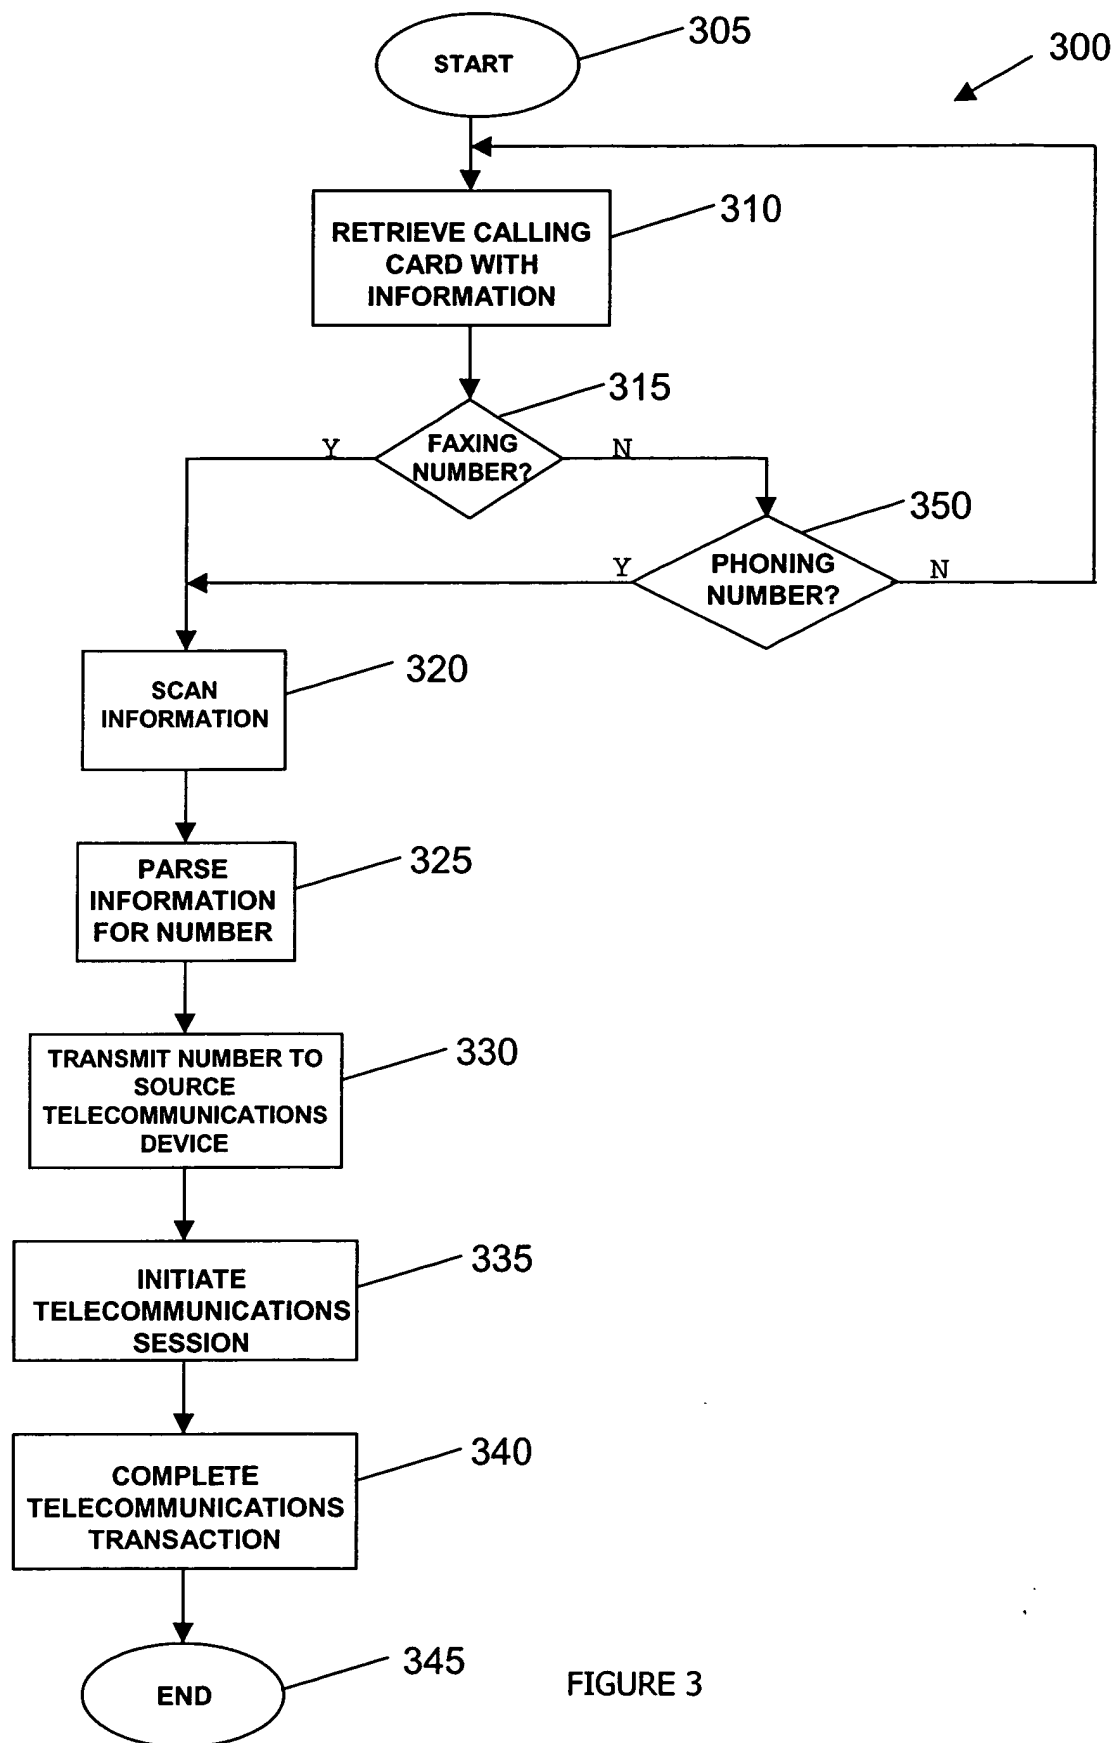 START
305
300
RETRIEVE CALLING
CARD WITH
INFORMATION
310
315
FAXING
NUMBER?
Y
N
350
PHONING
NUMBER?
Y
N
SCAN
INFORMATION
320
PARSE
INFORMATION
FOR NUMBER
325
TRANSMIT NUMBER TO
SOURCE
TELECOMMUNICATIONS
DEVICE
330
INITIATE
TELECOMMUNICATIONS
SESSION
335
COMPLETE
TELECOMMUNICATIONS
TRANSACTION
340
END
345
FIGURE 3